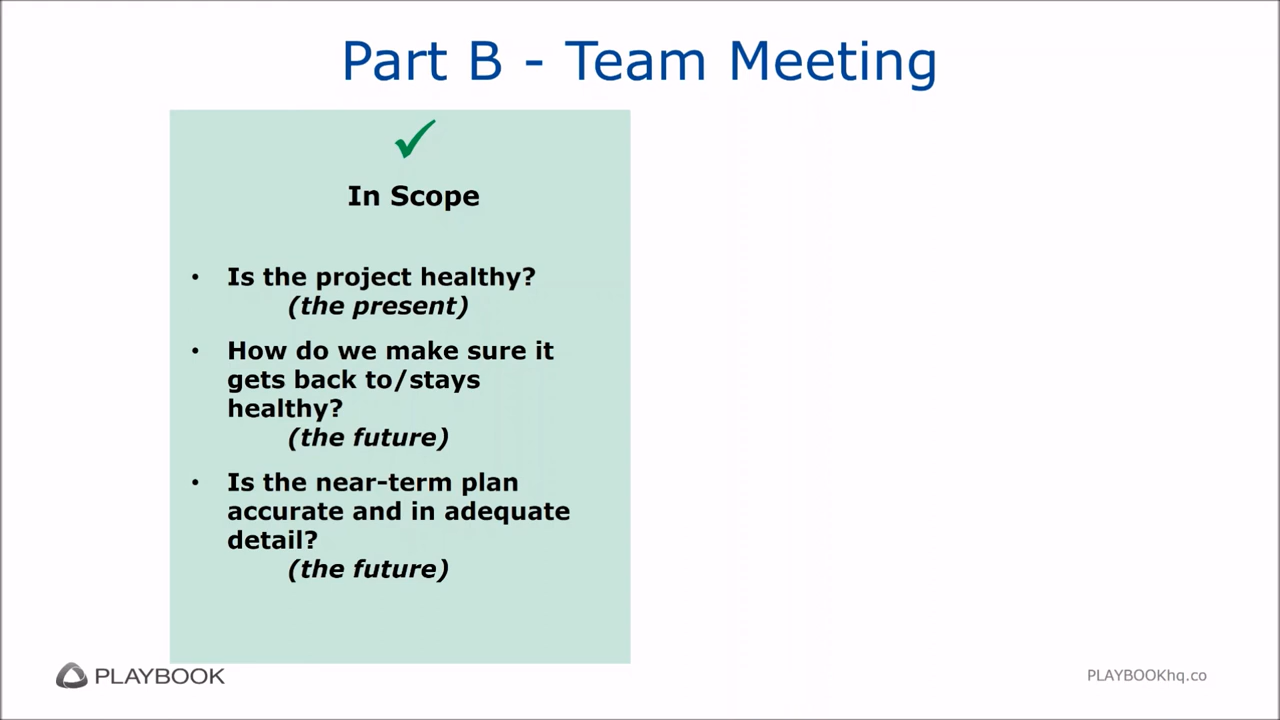 Part B - Team Meeting
In Scope
• Is the project healthy?
(the present)
• How do we make sure it
gets back to/stays
healthy?
(the future)
• Is the near-term plan
accurate and in adequate
detail?
(the future)
PLAYBOOK
PLAYBOOKhq.co